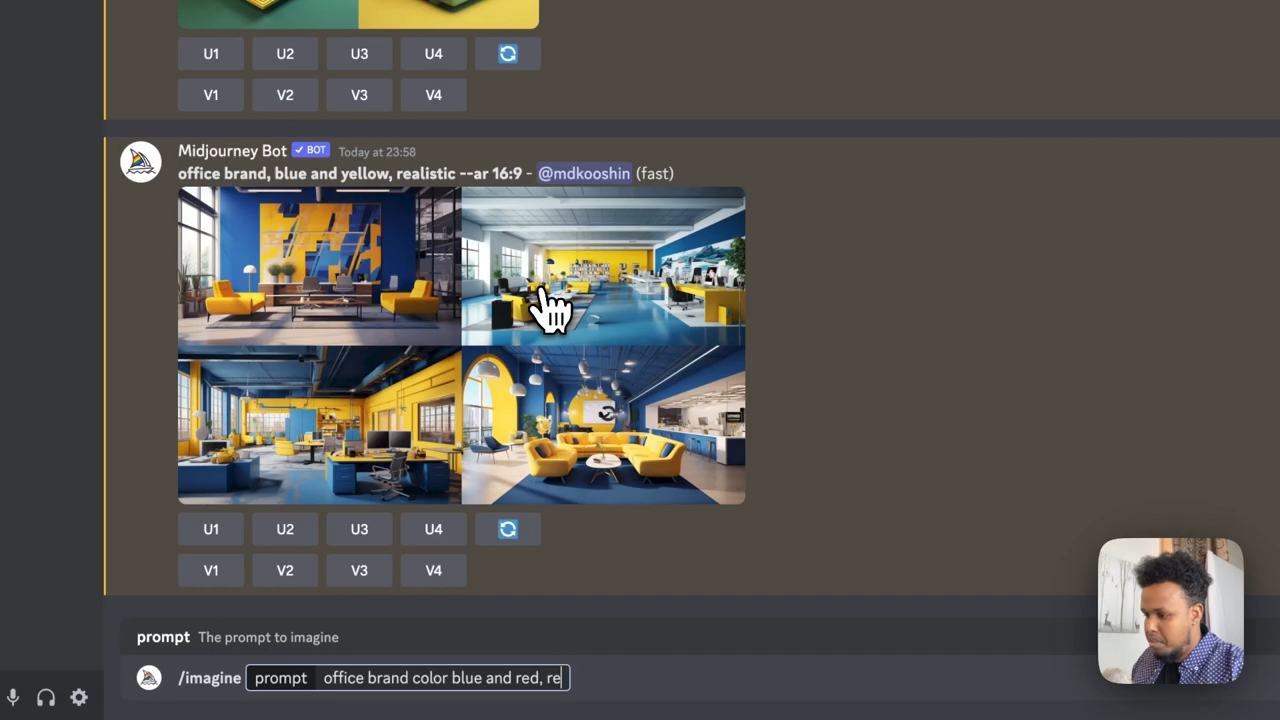 U1 U2 U3 U4
V1 V2 V3 V4
Midjourney Bot ✓ BOT Today at 23:58
office brand, blue and yellow, realistic --ar 16:9 - @mdkooshin (fast)
U1 U2 U3 U4
V1 V2 V3 V4
prompt The prompt to imagine
/imagine prompt office brand color blue and red, re